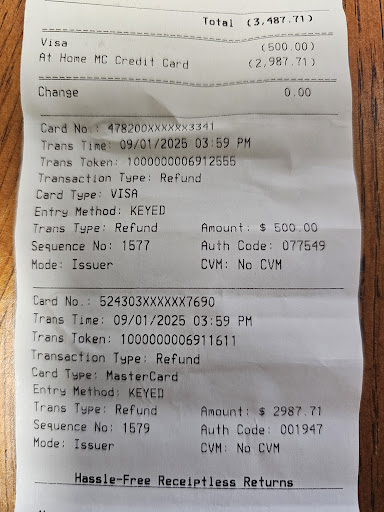 Total (3,487.71)
Visa (500.00)
At Home MC Credit Card (2,987.71)
Change 0.00
Card No.: 478200XXXXXX3341
Trans Time: 09/01/2025 03:59 PM
Trans Token: 1000000006912555
Transaction Type: Refund
Card Type: VISA
Entry Method: KEYED
Trans Type: Refund Amount: $ 500.00
Sequence No: 1577 Auth Code: 077549
Mode: Issuer CVM: No CVM
Card No.: 524303XXXXXX7690
Trans Time: 09/01/2025 03:59 PM
Trans Token: 1000000006911611
Transaction Type: Refund
Card Type: MasterCard
Entry Method: KEYED
Trans Type: Refund Amount: $ 2987.71
Sequence No: 1579 Auth Code: 001947
Mode: Issuer CVM: No CVM
Hassle-Free Receiptless Returns